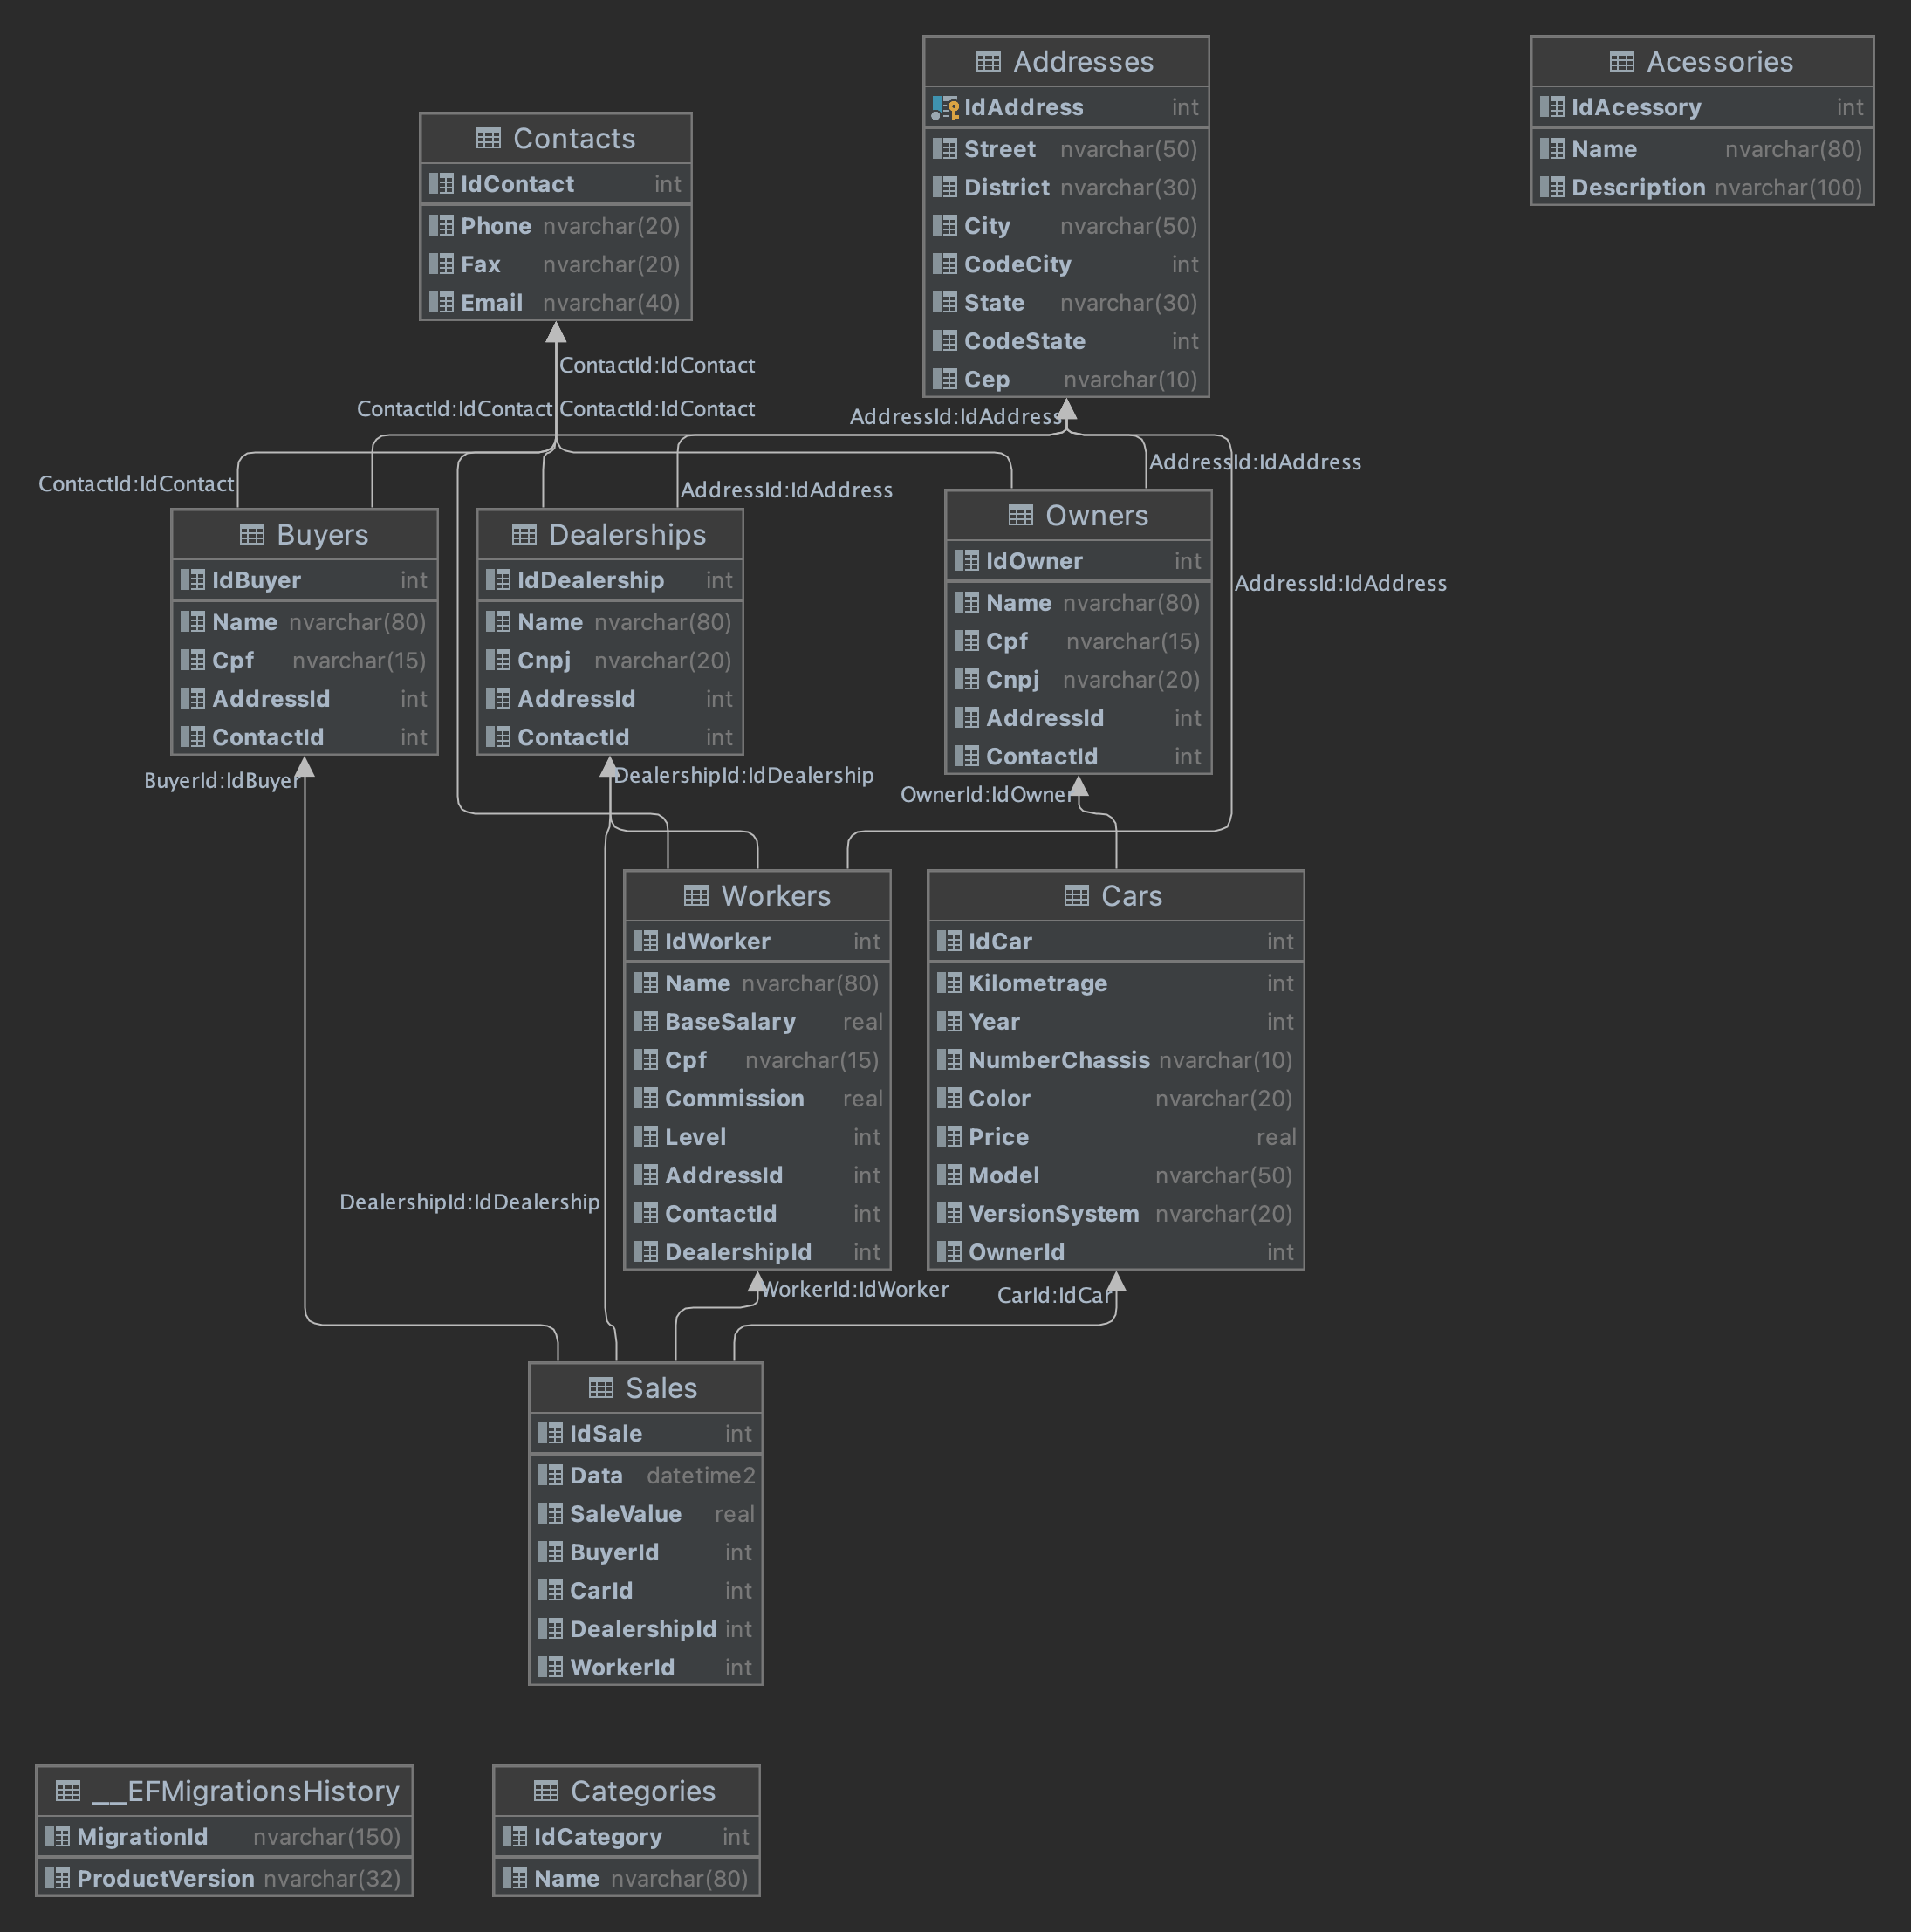 Addresses
IdAddress int
Street nvarchar(50)
District nvarchar(30)
City nvarchar(50)
CodeCity int
State nvarchar(30)
CodeState int
Cep nvarchar(10)
Acessories
IdAcessory int
Name nvarchar(80)
Description nvarchar(100)
Contacts
IdContact int
Phone nvarchar(20)
Fax nvarchar(20)
Email nvarchar(40)
ContactId:IdContact
ContactId:IdContact
ContactId:IdContact
AddressId:IdAddress
AddressId:IdAddress
ContactId:IdContact
AddressId:IdAddress
AddressId:IdAddress
Buyers
IdBuyer int
Name nvarchar(80)
Cpf nvarchar(15)
AddressId int
ContactId int
Dealerships
IdDealership int
Name nvarchar(80)
Cnpj nvarchar(20)
AddressId int
ContactId int
Owners
IdOwner int
Name nvarchar(80)
Cpf nvarchar(15)
Cnpj nvarchar(20)
AddressId int
ContactId int
BuyerId:IdBuyer
DealershipId:IdDealership
OwnerId:IdOwner
Workers
IdWorker int
Name nvarchar(80)
BaseSalary real
Cpf nvarchar(15)
Commission real
Level int
AddressId int
ContactId int
DealershipId int
Cars
IdCar int
Kilometrage int
Year int
NumberChassis nvarchar(10)
Color nvarchar(20)
Price real
Model nvarchar(50)
VersionSystem nvarchar(20)
OwnerId int
DealershipId:IdDealership
WorkerId:IdWorker
CarId:IdCar
Sales
IdSale int
Data datetime2
SaleValue real
BuyerId int
CarId int
DealershipId int
WorkerId int
__EFMigrationsHistory
MigrationId nvarchar(150)
ProductVersion nvarchar(32)
Categories
IdCategory int
Name nvarchar(80)